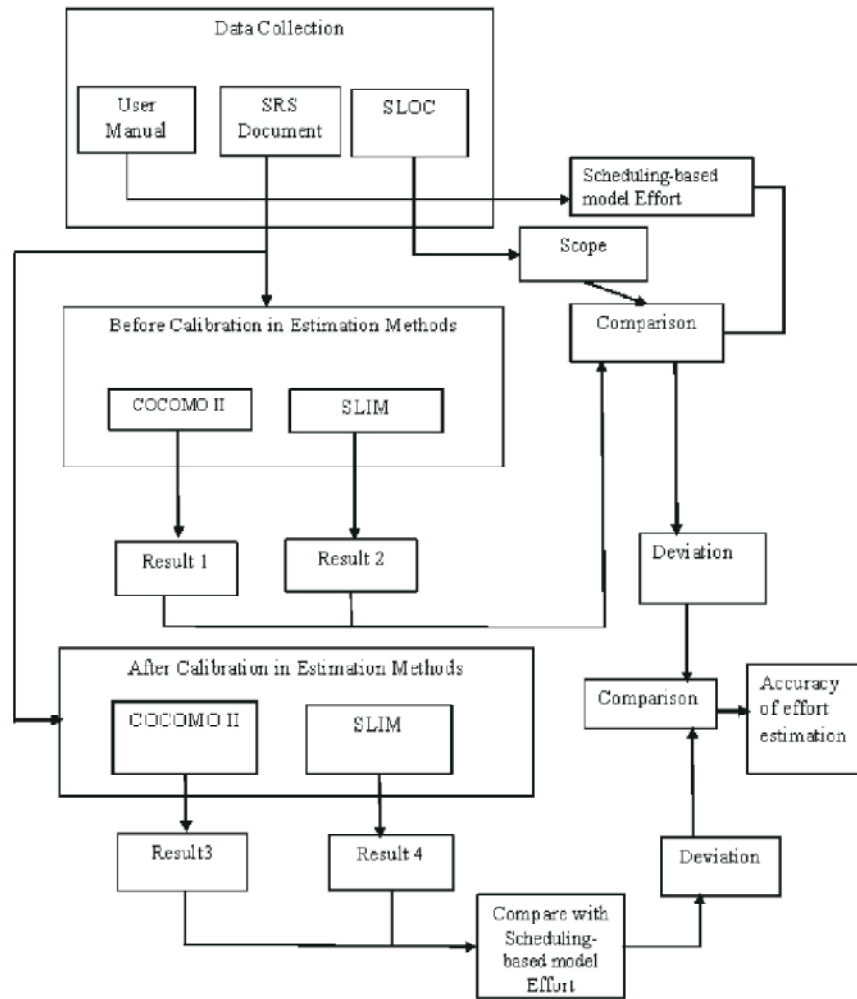 Data Collection
User
Manual
SRS
Document
SLOC
Scheduling-based
model Effort
Scope
Comparison
Before Calibration in Estimation Methods
COCOMO II
SLIM
Result 1
Result 2
Deviation
After Calibration in Estimation Methods
COCOMO II
SLIM
Comparison
Accuracy
of effort
estimation
Result3
Result 4
Deviation
Compare with
Scheduling-
based model
Effort